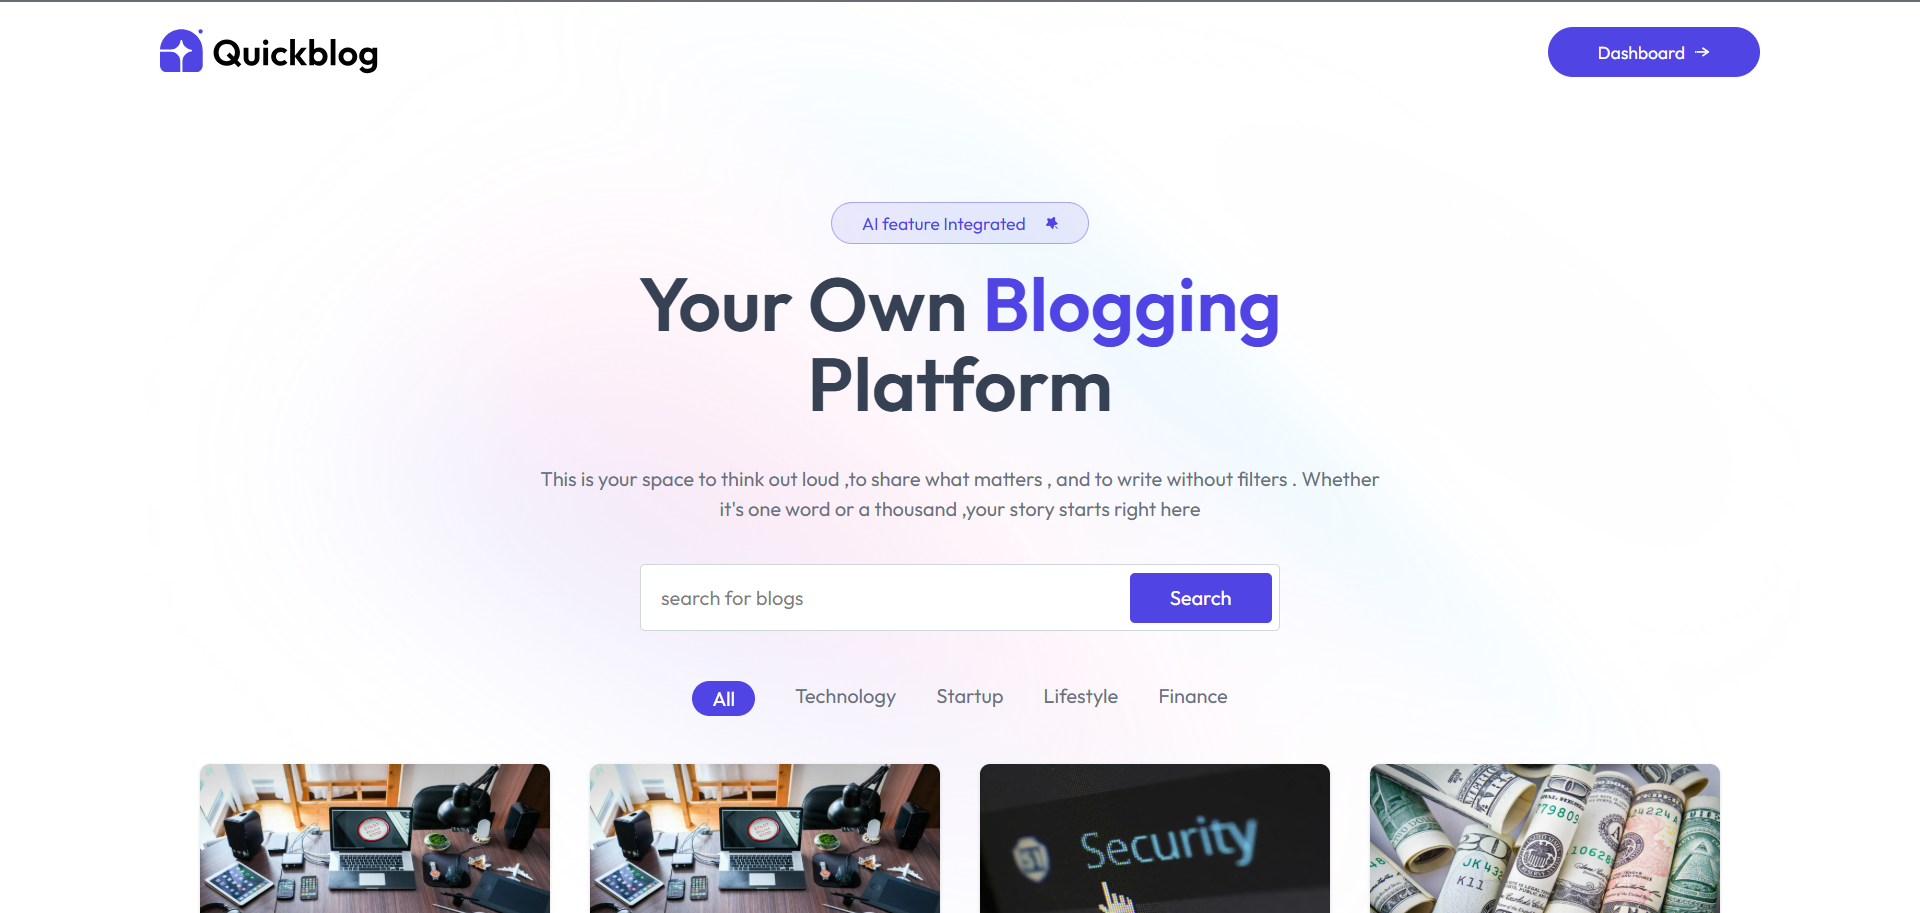 Quickblog
Dashboard →
AI feature Integrated
Your Own Blogging
Platform
This is your space to think out loud ,to share what matters , and to write without filters . Whether
it's one word or a thousand ,your story starts right here
search for blogs
Search
All Technology Startup Lifestyle Finance
Security